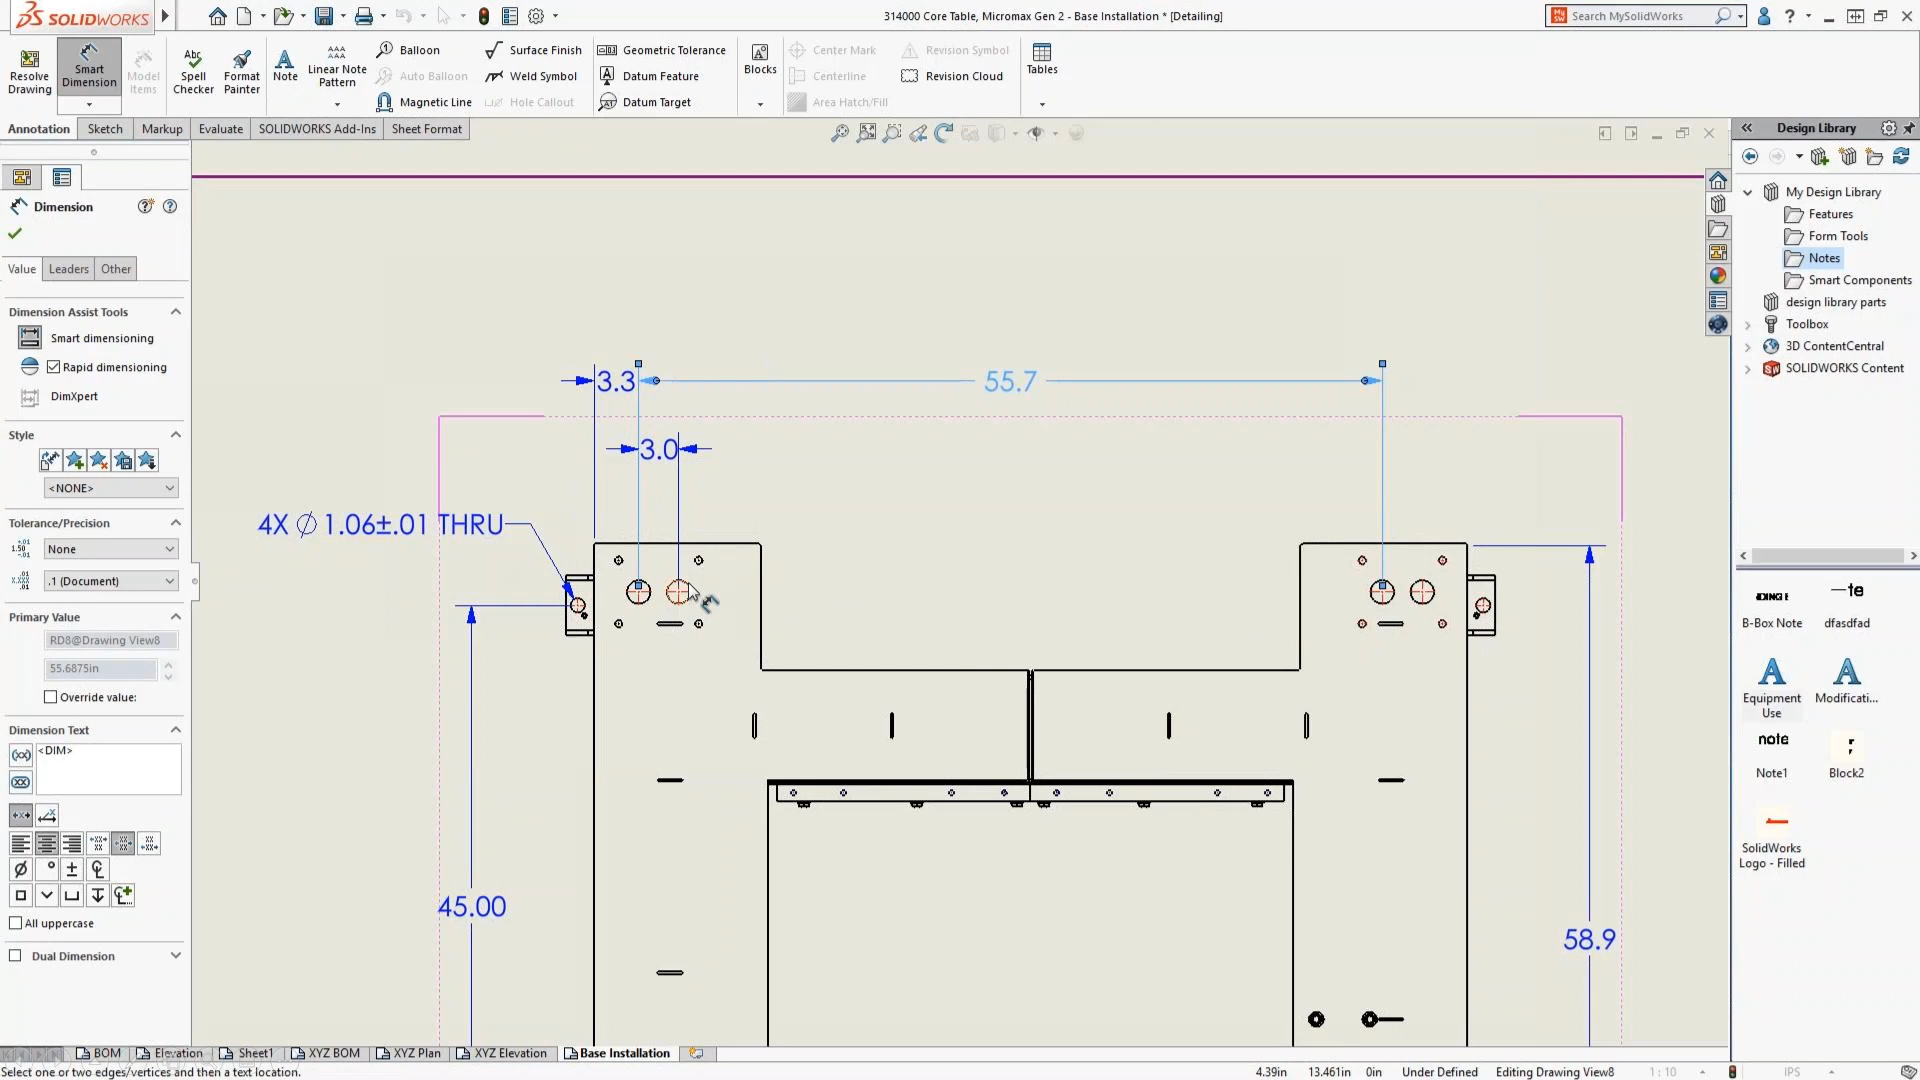 SOLIDWORKS
314000 Core Table, Micromax Gen 2 - Base Installation * [Detailing]
Search MySolidWorks
Resolve Drawing
Smart Dimension
Model Items
Spell Checker
Format Painter
Note
Linear Note Pattern
Balloon
Auto Balloon
Magnetic Line
Surface Finish
Weld Symbol
Hole Callout
Geometric Tolerance
Datum Feature
Datum Target
Blocks
Center Mark
Centerline
Area Hatch/Fill
Revision Symbol
Revision Cloud
Tables
Annotation
Sketch
Markup
Evaluate
SOLIDWORKS Add-Ins
Sheet Format
Dimension
Value
Leaders
Other
Dimension Assist Tools
Smart dimensioning
Rapid dimensioning
DimXpert
Style
<NONE>
Tolerance/Precision
None
.1 (Document)
Primary Value
RD8@Drawing View8
55.6875in
Override value:
Dimension Text
<DIM>
All uppercase
Dual Dimension
3.3
55.7
3.0
4X ∅ 1.06±.01 THRU
45.00
58.9
Design Library
My Design Library
Features
Form Tools
Notes
Smart Components
design library parts
Toolbox
3D ContentCentral
SOLIDWORKS Content
B-Box Note
te
dfasdfad
Equipment Use
Modificati...
note
Note1
;
Block2
SolidWorks Logo - Filled
BOM
Elevation
Sheet1
XYZ BOM
XYZ Plan
XYZ Elevation
Base Installation
Select one or two edges/vertices and then a text location.
4.39in
13.461in
0in
Under Defined
Editing Drawing View8
1 : 10
IPS